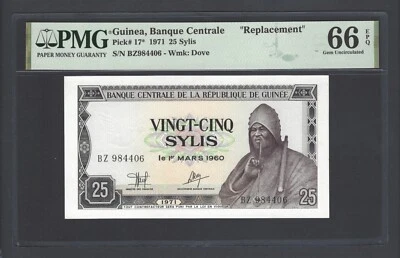 PMG
PAPER MONEY GUARANTY
Guinea, Banque Centrale "Replacement"
Pick# 17* 1971 25 Sylis
S/N BZ984406 - Wmk: Dove
66 EPQ
Gem Uncirculated
BANQUE CENTRALE DE LA RÉPUBLIQUE DE GUINÉE
VINGT-CINQ
SYLIS
le 1er MARS 1960
BZ 984406
BZ 984406
25
1971
25